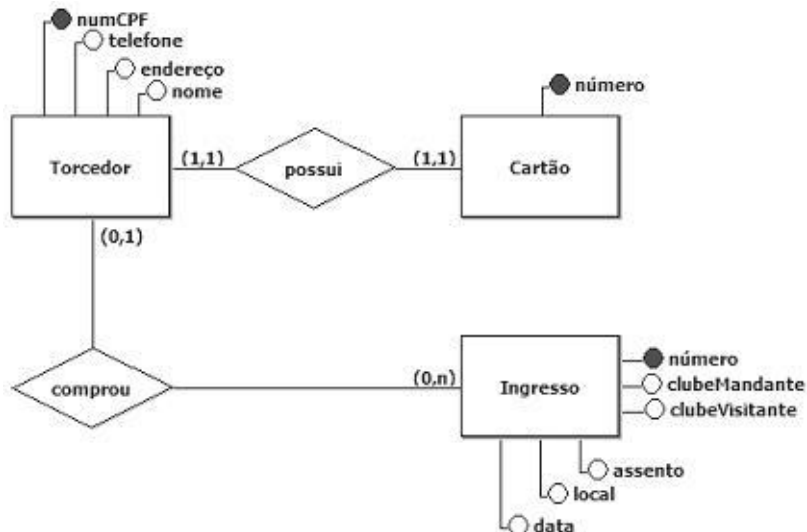 numCPF
telefone
endereço
nome
número
Torcedor
(1,1)
possui
(1,1)
Cartão
(0,1)
comprou
(0,n)
Ingresso
número
clubeMandante
clubeVisitante
assento
local
data